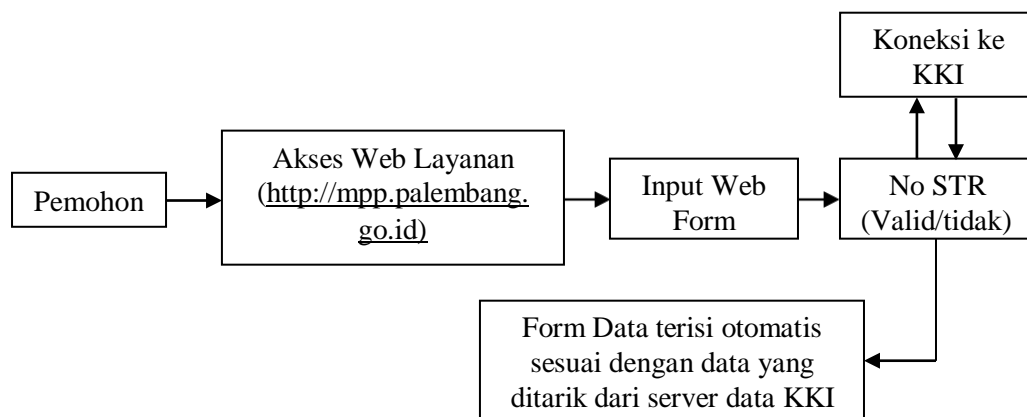 Koneksi ke
KKI
Pemohon
Akses Web Layanan
(http://mpp.palembang.
go.id)
Input Web
Form
No STR
(Valid/tidak)
Form Data terisi otomatis
sesuai dengan data yang
ditarik dari server data KKI